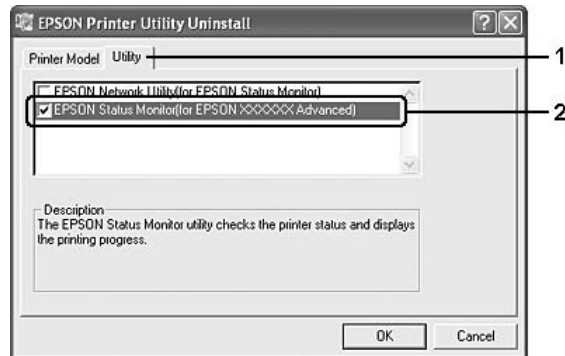 EPSON Printer Utility Uninstall
Printer Model Utility
1
EPSON Network Utility(for EPSON Status Monitor)
EPSON Status Monitor(for EPSON XXXXXX Advanced)
2
Description
The EPSON Status Monitor utility checks the printer status and displays
the printing progress.
OK Cancel